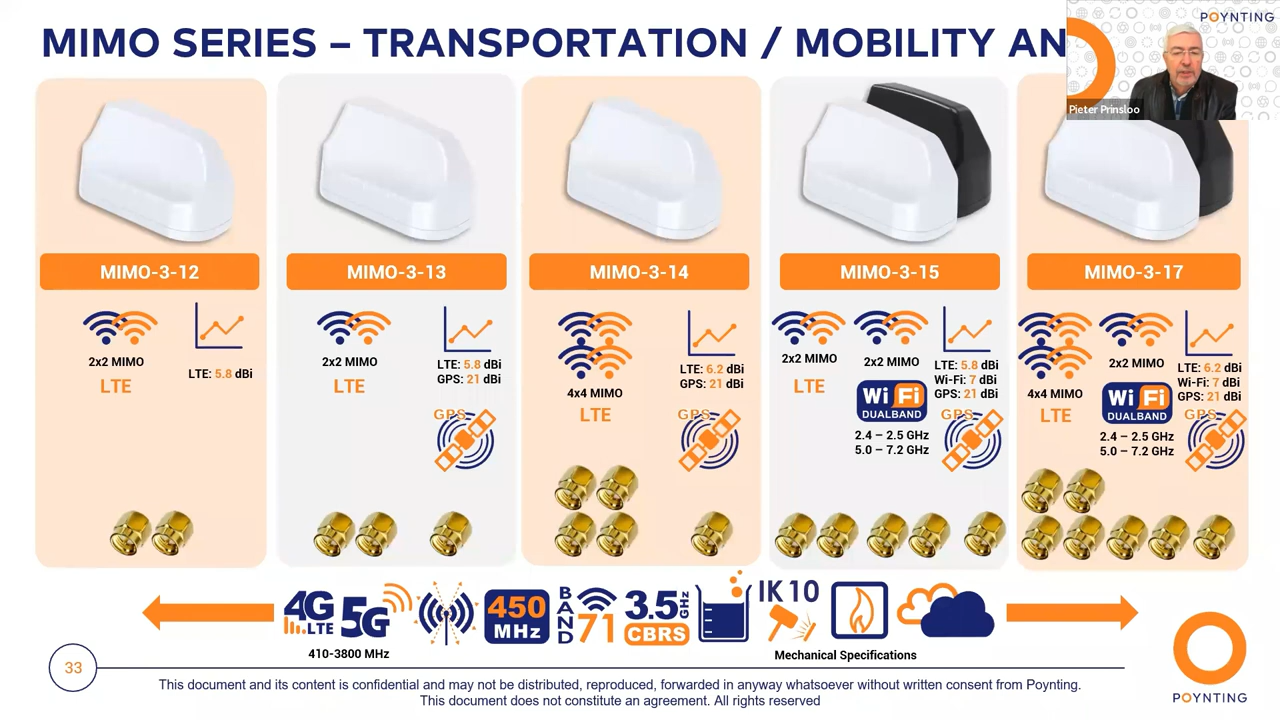 MIMO SERIES – TRANSPORTATION / MOBILITY AN
POYNTING
Pieter Prinsloo
MIMO-3-12
2x2 MIMO
LTE
LTE: 5.8 dBi
MIMO-3-13
2x2 MIMO
LTE
LTE: 5.8 dBi
GPS: 21 dBi
GPS
MIMO-3-14
4x4 MIMO
LTE
LTE: 6.2 dBi
GPS: 21 dBi
GPS
MIMO-3-15
2x2 MIMO
LTE
2x2 MIMO
Wi Fi
DUALBAND
2.4 – 2.5 GHz
5.0 – 7.2 GHz
LTE: 5.8 dBi
Wi-Fi: 7 dBi
GPS: 21 dBi
GPS
MIMO-3-17
4x4 MIMO
LTE
2x2 MIMO
Wi Fi
DUALBAND
2.4 – 2.5 GHz
5.0 – 7.2 GHz
LTE: 6.2 dBi
Wi-Fi: 7 dBi
GPS: 21 dBi
GPS
4G LTE 5G
410-3800 MHz
450 MHz
BAND 71
3.5 GHz
CBRS
IK10
Mechanical Specifications
33
This document and its content is confidential and may not be distributed, reproduced, forwarded in anyway whatsoever without written consent from Poynting.
This document does not constitute an agreement. All rights reserved
POYNTING